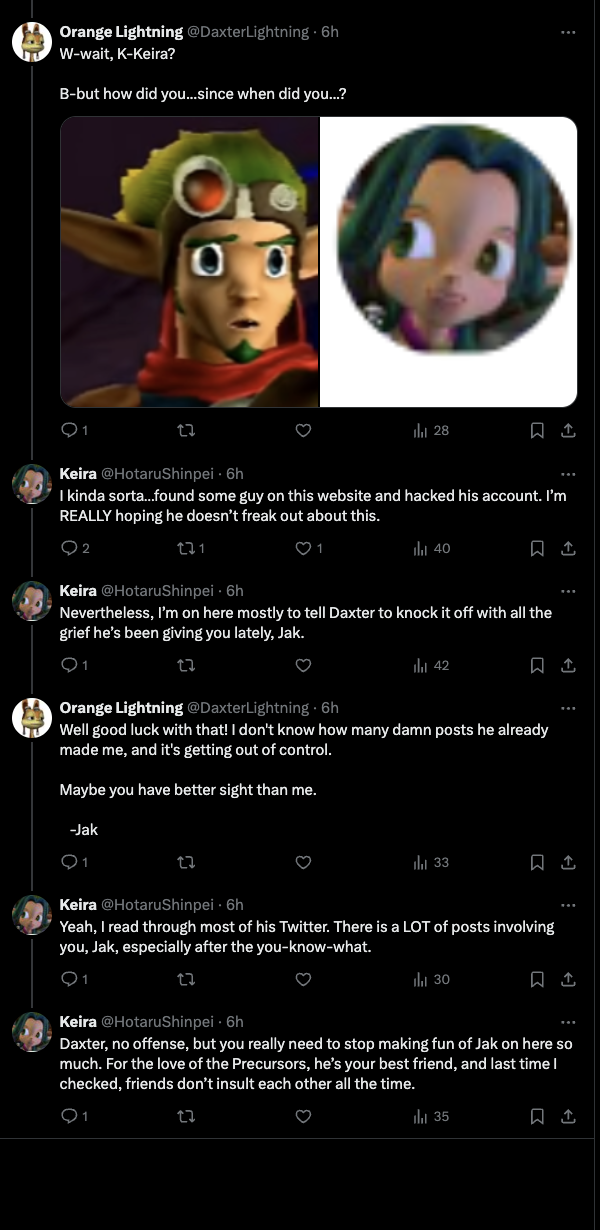 Orange Lightning @DaxterLightning · 6h
W-wait, K-Keira?
B-but how did you...since when did you...?
1 28
Keira @HotaruShinpei · 6h
I kinda sorta...found some guy on this website and hacked his account. I'm
REALLY hoping he doesn't freak out about this.
2 1 1 40
Keira @HotaruShinpei · 6h
Nevertheless, I'm on here mostly to tell Daxter to knock it off with all the
grief he's been giving you lately, Jak.
1 42
Orange Lightning @DaxterLightning · 6h
Well good luck with that! I don't know how many damn posts he already
made me, and it's getting out of control.
Maybe you have better sight than me.
-Jak
1 33
Keira @HotaruShinpei · 6h
Yeah, I read through most of his Twitter. There is a LOT of posts involving
you, Jak, especially after the you-know-what.
1 30
Keira @HotaruShinpei · 6h
Daxter, no offense, but you really need to stop making fun of Jak on here so
much. For the love of the Precursors, he's your best friend, and last time I
checked, friends don't insult each other all the time.
1 35